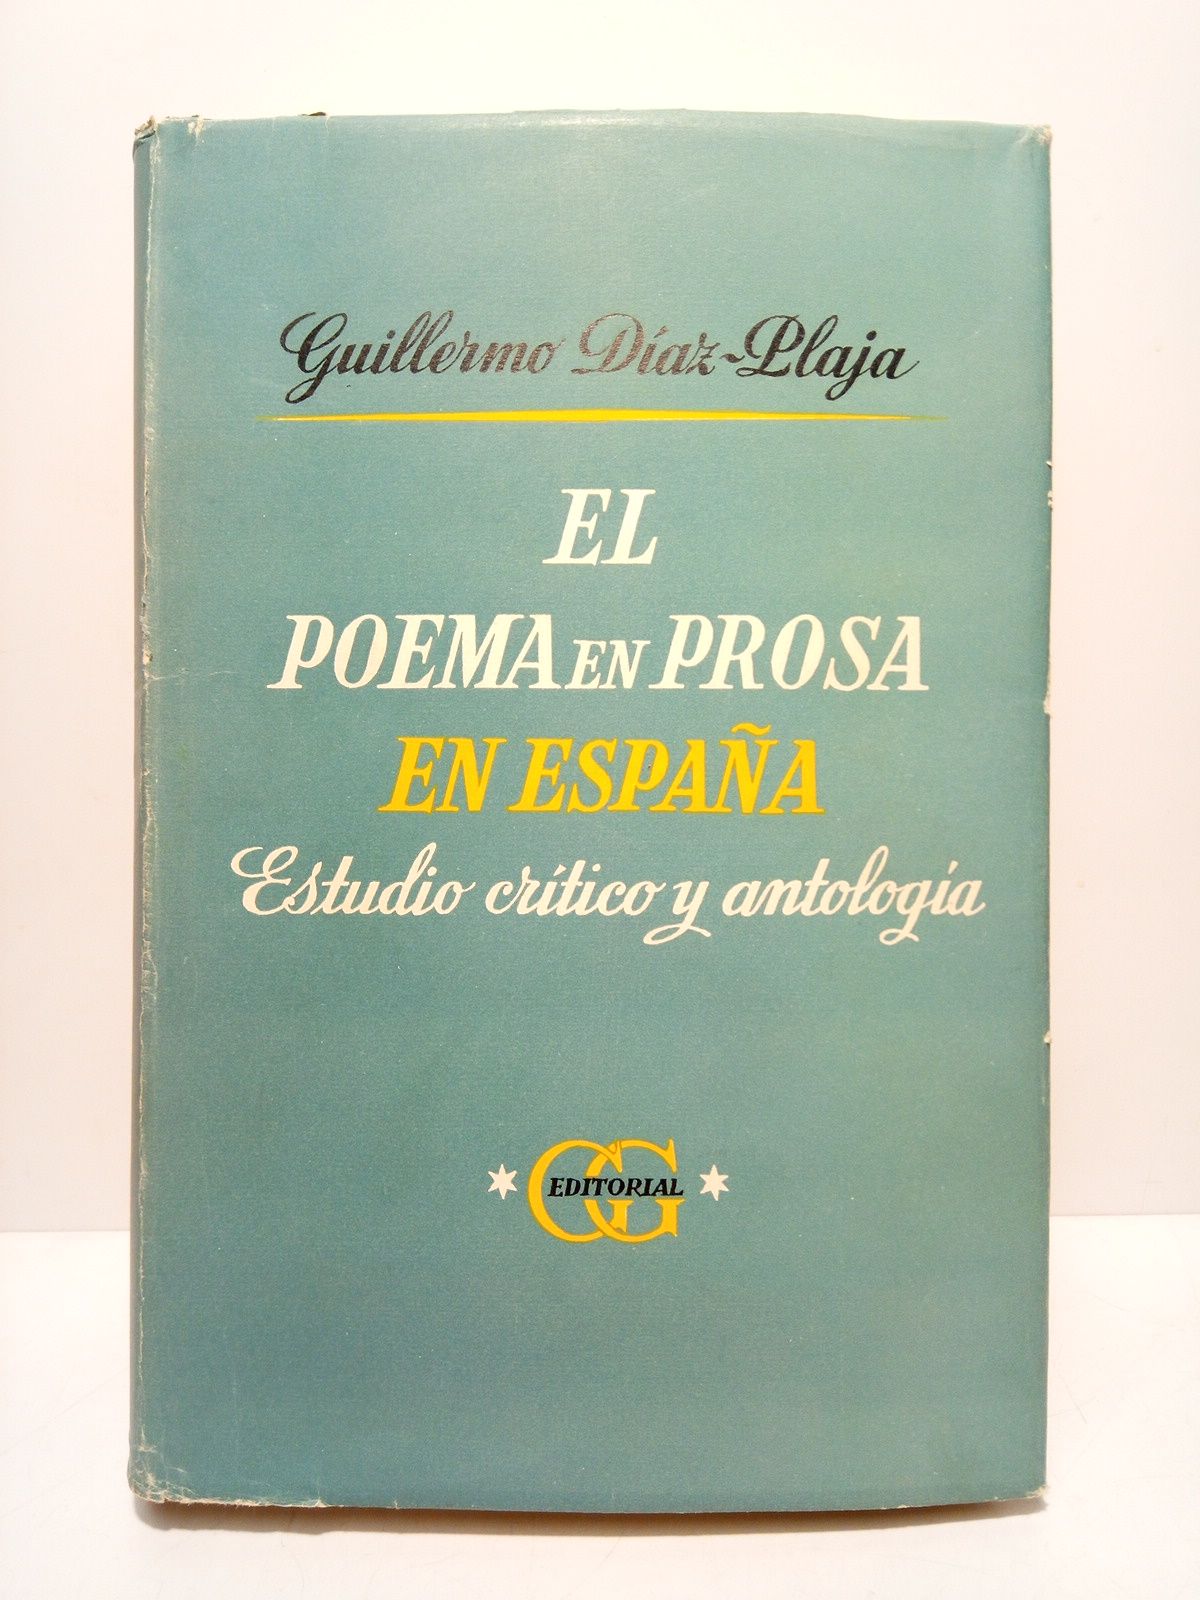 Guillermo Díaz-Plaja
EL
POEMA EN PROSA
EN ESPAÑA
Estudio crítico y antología
GG
EDITORIAL